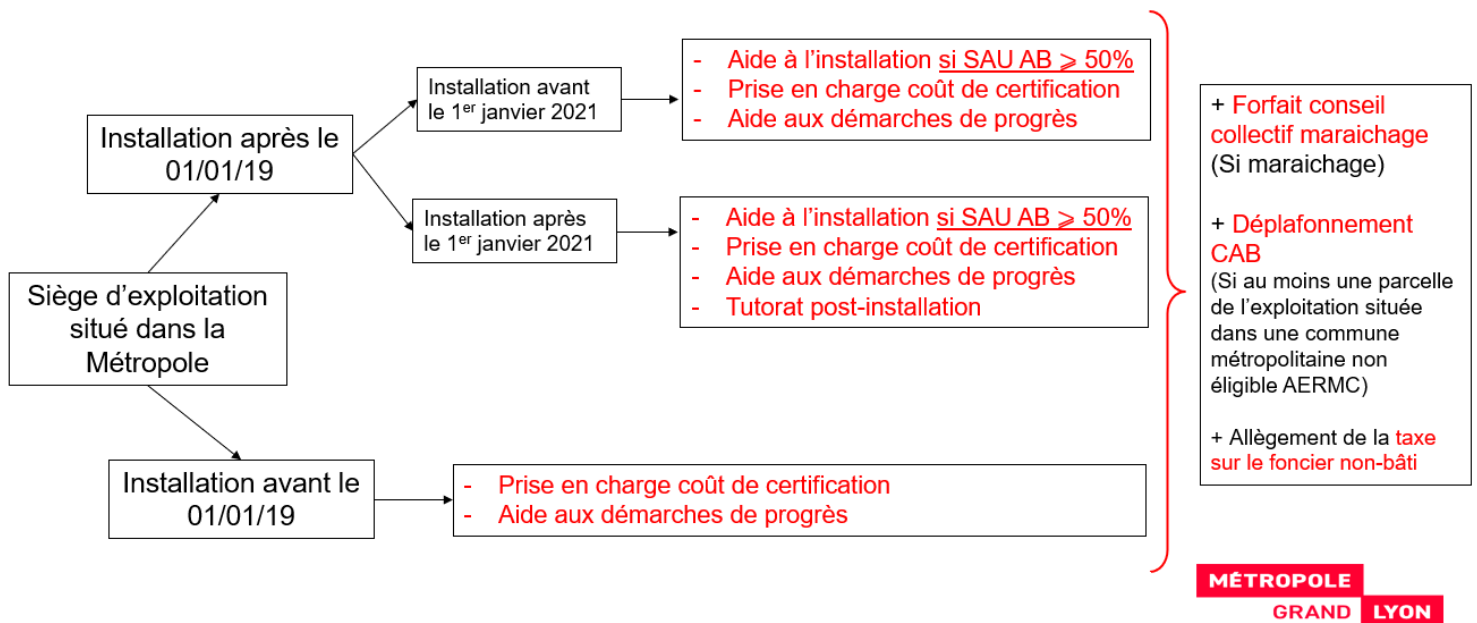 Siège d'exploitation
situé dans la
Métropole
Installation après le
01/01/19
Installation avant
le 1er janvier 2021
- Aide à l'installation si SAU AB ⩾ 50%
- Prise en charge coût de certification
- Aide aux démarches de progrès
Installation après
le 1er janvier 2021
- Aide à l'installation si SAU AB ⩾ 50%
- Prise en charge coût de certification
- Aide aux démarches de progrès
- Tutorat post-installation
Installation avant le
01/01/19
- Prise en charge coût de certification
- Aide aux démarches de progrès
+ Forfait conseil
collectif maraichage
(Si maraichage)
+ Déplafonnement
CAB
(Si au moins une parcelle
de l'exploitation située
dans une commune
métropolitaine non
éligible AERMC)
+ Allègement de la taxe
sur le foncier non-bâti
MÉTROPOLE
GRAND LYON